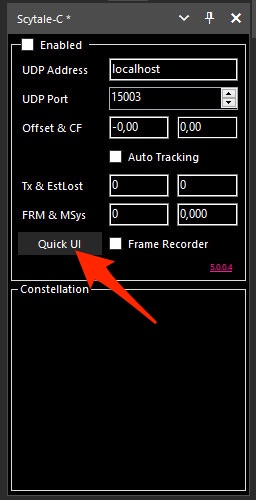 Scytale-C *
Enabled
UDP Address localhost
UDP Port 15003
Offset & CF -0,00 0,00
Auto Tracking
Tx & EstLost 0 0
FRM & MSys 0 0,000
Quick UI Frame Recorder
5.0.0.4
Constellation